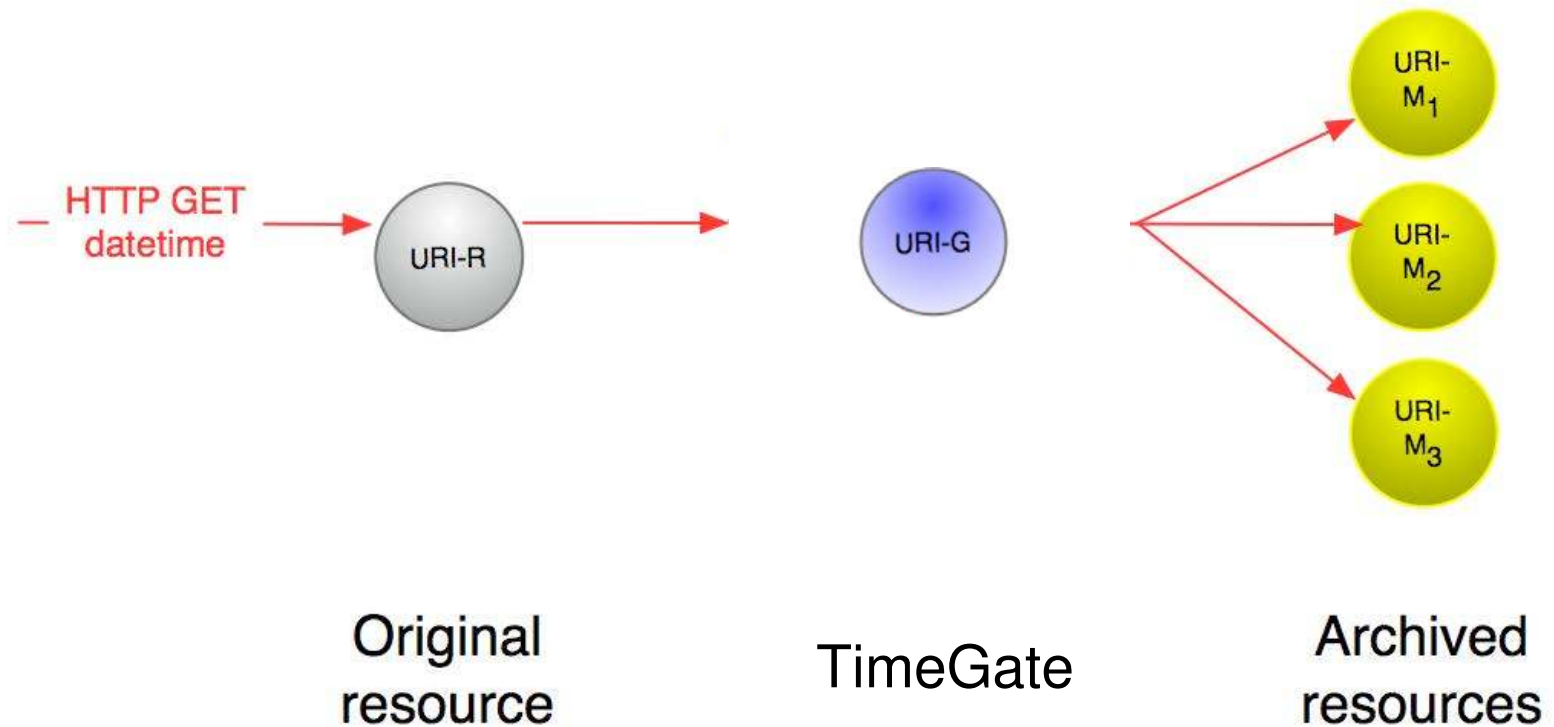 HTTP GET
datetime
URI-R
URI-G
URI-
M1
URI-
M2
URI-
M3
Original
resource
TimeGate
Archived
resources